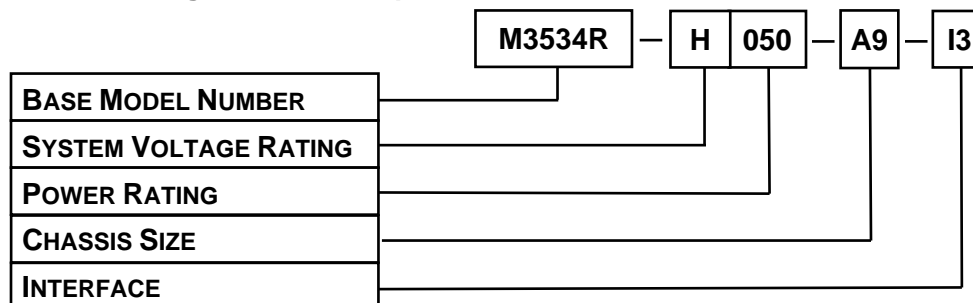 M3534R — H 050 — A9 — I3
BASE MODEL NUMBER
SYSTEM VOLTAGE RATING
POWER RATING
CHASSIS SIZE
INTERFACE